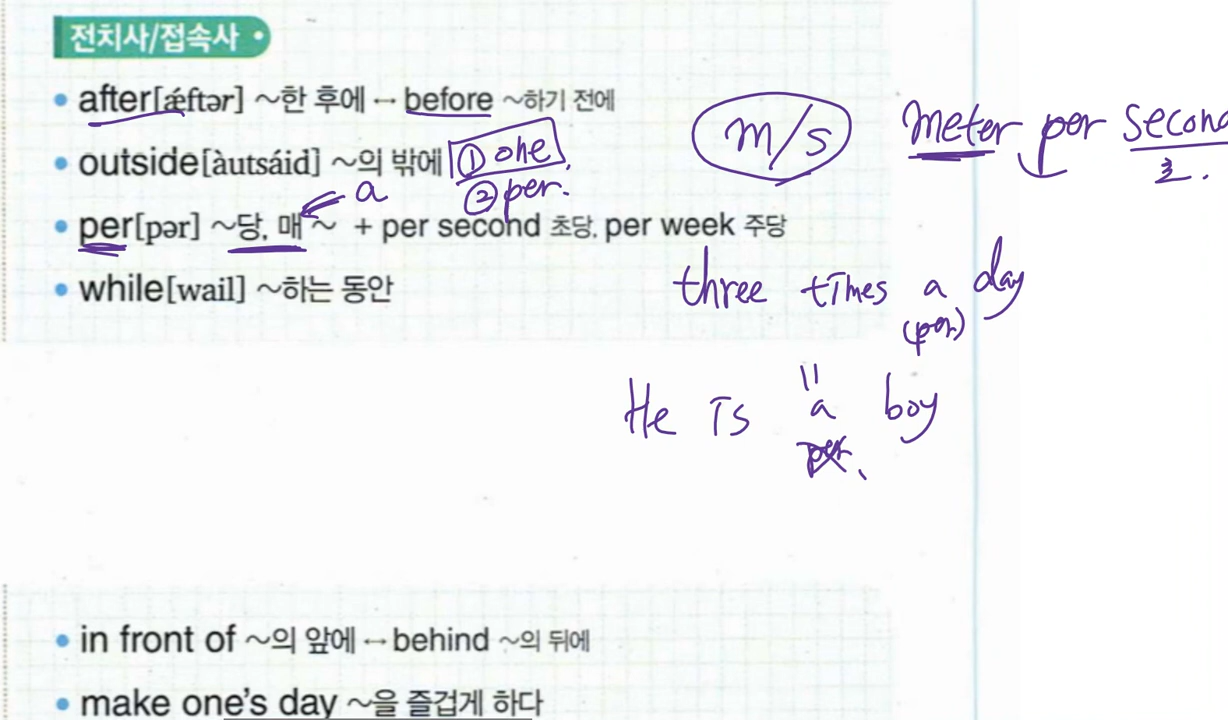 전치사/접속사
after[ǽftər] ~한 후에 ↔ before ~하기 전에
m/s meter per second
초.
outside[àutsáid] ~의 밖에 ① one
② per.
a
per[pər] ~당, 매~ + per second 초당, per week 주당
while[wail] ~하는 동안
three times a day
(per)
He is a boy
per
in front of ~의 앞에 ↔ behind ~의 뒤에
make one's day ~을 즐겁게 하다